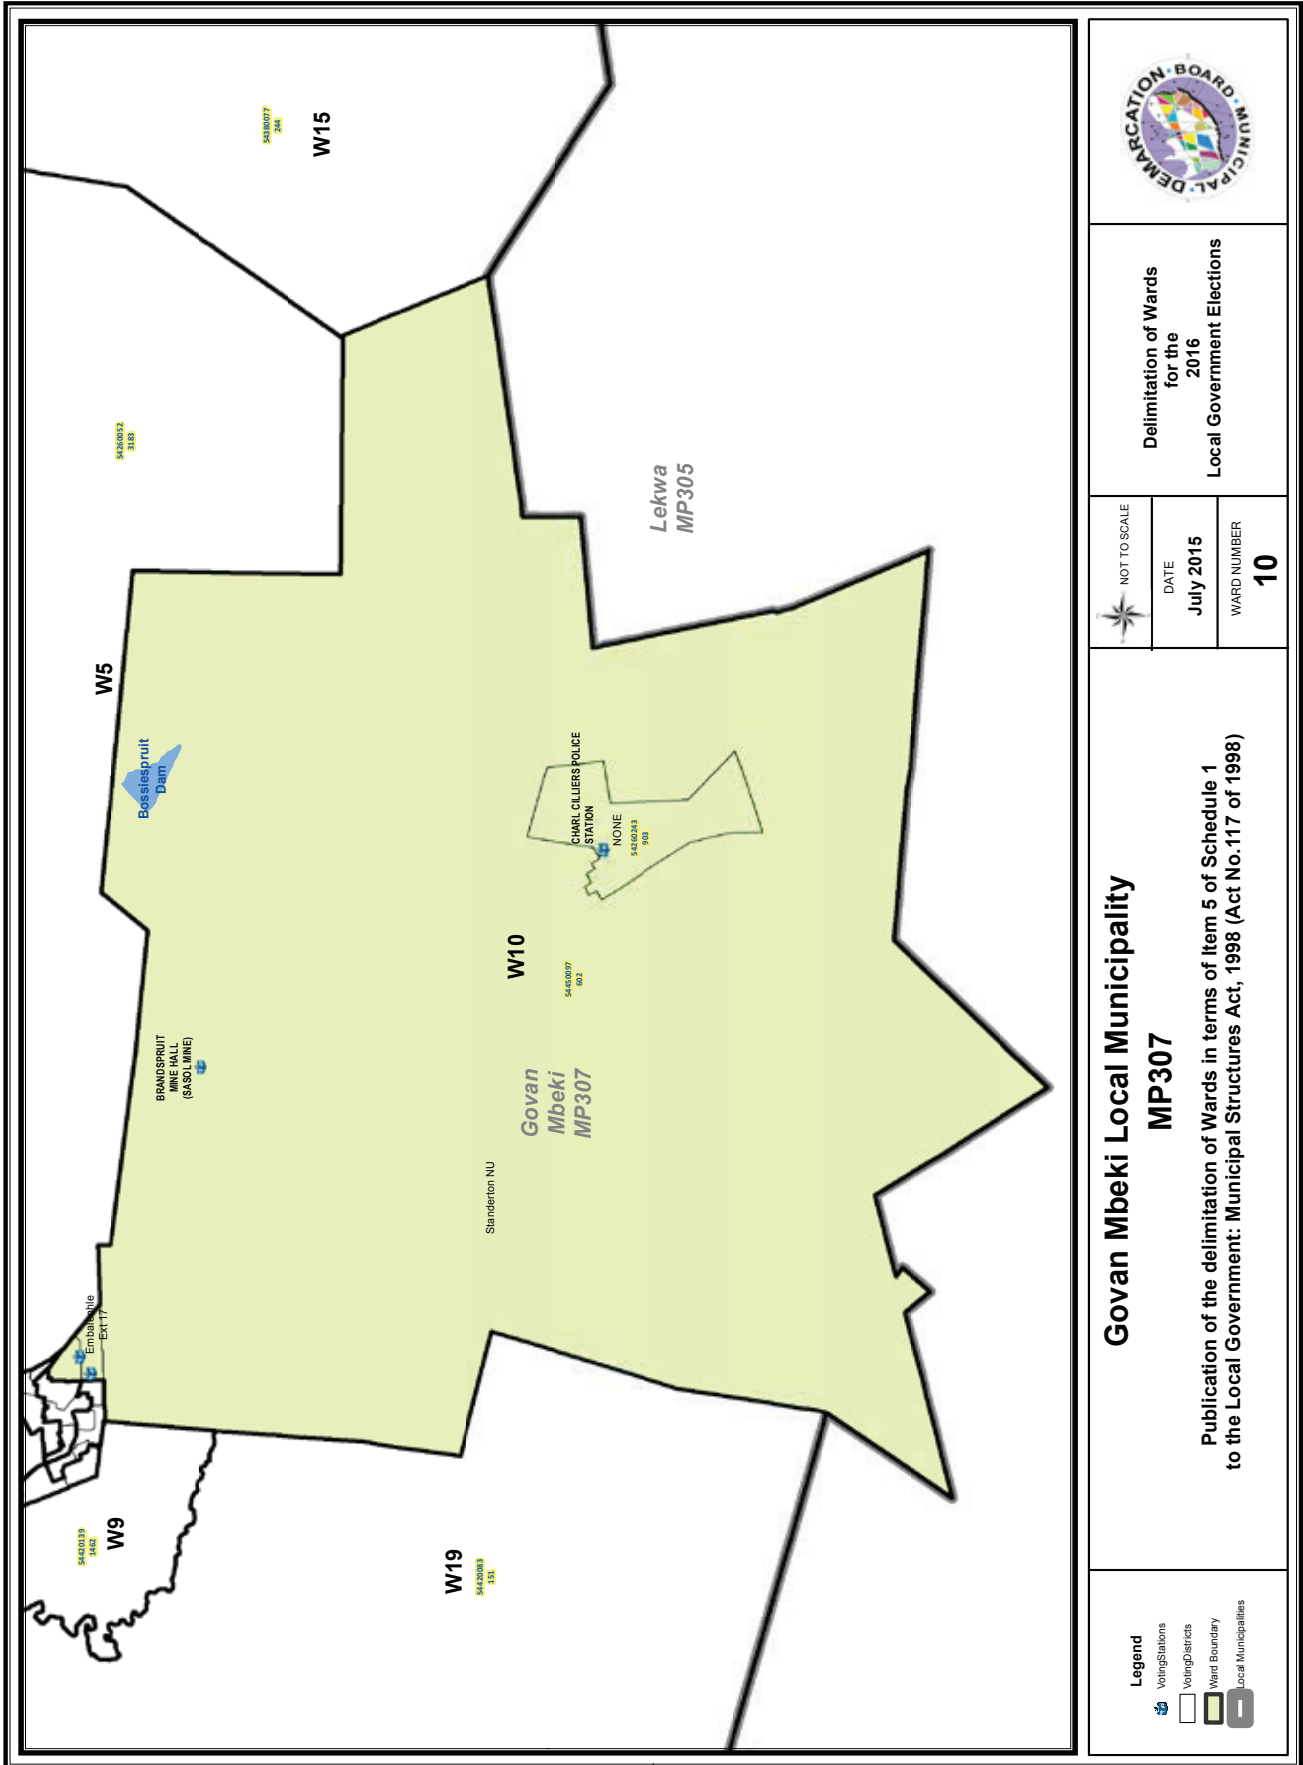 54380077
244
W15
54260052
3183
W5
Bossiespruit
Dam
Lekwa
MP305
CHARL CILLIERS POLICE
STATION
NONE
54260243
903
W10
54450097
602
BRANDSPRUIT
MINE HALL
(SASOL MINE)
Govan
Mbeki
MP307
Standerton NU
Embalenhle
Ext 17
W9
54420139
1462
W19
54420083
151
Legend
VotingStations
VotingDistricts
Ward Boundary
Local Municipalities
Govan Mbeki Local Municipality
MP307
Publication of the delimitation of Wards in terms of Item 5 of Schedule 1
to the Local Government: Municipal Structures Act, 1998 (Act No.117 of 1998)
NOT TO SCALE
DATE
July 2015
WARD NUMBER
10
Delimitation of Wards
for the
2016
Local Government Elections
MUNICIPAL DEMARCATION BOARD